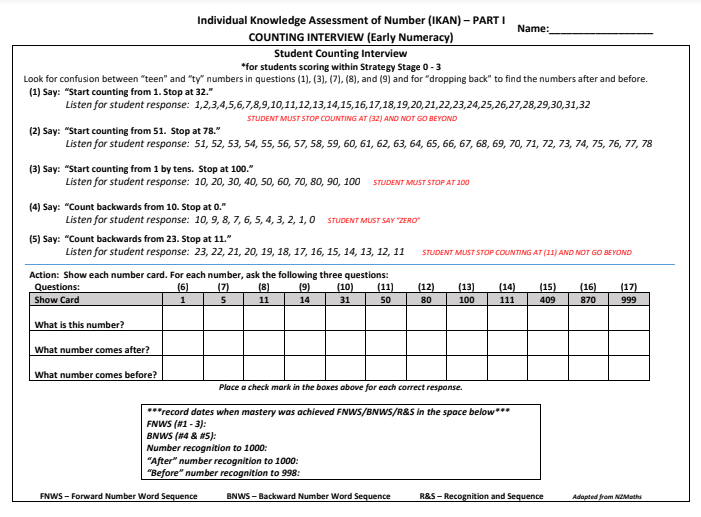 Individual Knowledge Assessment of Number (IKAN) – PART I
Name:___________________
COUNTING INTERVIEW (Early Numeracy)
Student Counting Interview
*for students scoring within Strategy Stage 0 - 3
Look for confusion between “teen” and “ty” numbers in questions (1), (3), (7), (8), and (9) and for “dropping back” to find the numbers after and before.
(1) Say: “Start counting from 1. Stop at 32.”
Listen for student response: 1,2,3,4,5,6,7,8,9,10,11,12,13,14,15,16,17,18,19,20,21,22,23,24,25,26,27,28,29,30,31,32
STUDENT MUST STOP COUNTING AT (32) AND NOT GO BEYOND
(2) Say: “Start counting from 51. Stop at 78.”
Listen for student response: 51, 52, 53, 54, 55, 56, 57, 58, 59, 60, 61, 62, 63, 64, 65, 66, 67, 68, 69, 70, 71, 72, 73, 74, 75, 76, 77, 78
(3) Say: “Start counting from 1 by tens. Stop at 100.”
Listen for student response: 10, 20, 30, 40, 50, 60, 70, 80, 90, 100 STUDENT MUST STOP AT 100
(4) Say: “Count backwards from 10. Stop at 0.”
Listen for student response: 10, 9, 8, 7, 6, 5, 4, 3, 2, 1, 0 STUDENT MUST SAY “ZERO”
(5) Say: “Count backwards from 23. Stop at 11.”
Listen for student response: 23, 22, 21, 20, 19, 18, 17, 16, 15, 14, 13, 12, 11 STUDENT MUST STOP COUNTING AT (11) AND NOT GO BEYOND
Action: Show each number card. For each number, ask the following three questions:
Questions: (6) (7) (8) (9) (10) (11) (12) (13) (14) (15) (16) (17)
Show Card 1 5 11 14 31 50 80 100 111 409 870 999
What is this number?
What number comes after?
What number comes before?
Place a check mark in the boxes above for each correct response.
***record dates when mastery was achieved FNWS/BNWS/R&S in the space below***
FNWS (#1 - 3):
BNWS (#4 & #5):
Number recognition to 1000:
“After” number recognition to 1000:
“Before” number recognition to 998:
FNWS – Forward Number Word Sequence BNWS – Backward Number Word Sequence R&S – Recognition and Sequence Adapted from NZMaths